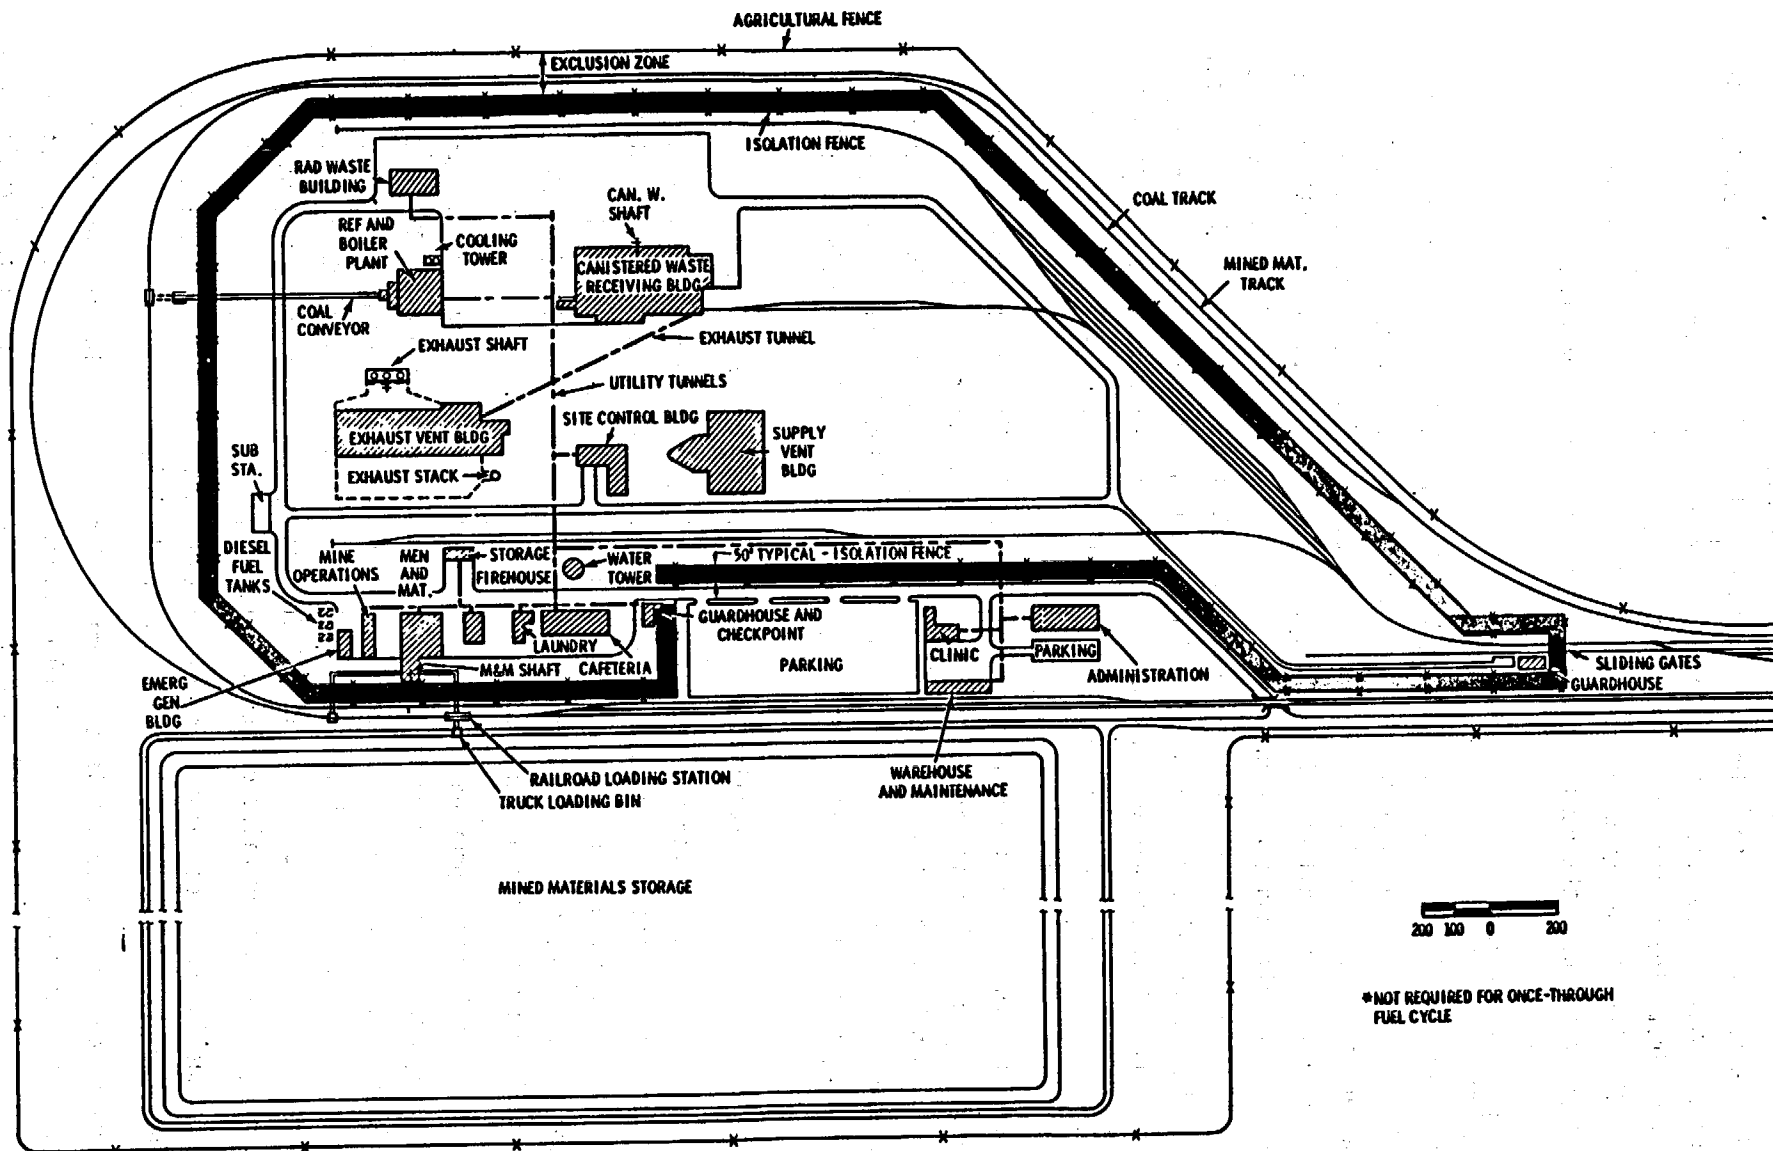 AGRICULTURAL FENCE
EXCLUSION ZONE
ISOLATION FENCE
RAD WASTE
BUILDING
CAN. W.
SHAFT
COAL TRACK
REF AND
BOILER
PLANT
COOLING
TOWER
CANISTERED WASTE
RECEIVING BLDG
MINED MAT.
TRACK
COAL
CONVEYOR
EXHAUST SHAFT
EXHAUST TUNNEL
UTILITY TUNNELS
SITE CONTROL BLDG
EXHAUST VENT BLDG
SUPPLY
VENT
BLDG
SUB
STA.
EXHAUST STACK
DIESEL
FUEL
TANKS
MINE
OPERATIONS
MEN
AND
MAT.
STORAGE
FIREHOUSE
WATER
TOWER
50' TYPICAL - ISOLATION FENCE
GUARDHOUSE AND
CHECKPOINT
LAUNDRY
M&M SHAFT
CAFETERIA
PARKING
CLINIC
PARKING
ADMINISTRATION
SLIDING GATES
GUARDHOUSE
EMERG
GEN
BLDG
RAILROAD LOADING STATION
TRUCK LOADING BIN
WAREHOUSE
AND MAINTENANCE
MINED MATERIALS STORAGE
200 100 0 200
*NOT REQUIRED FOR ONCE-THROUGH
FUEL CYCLE